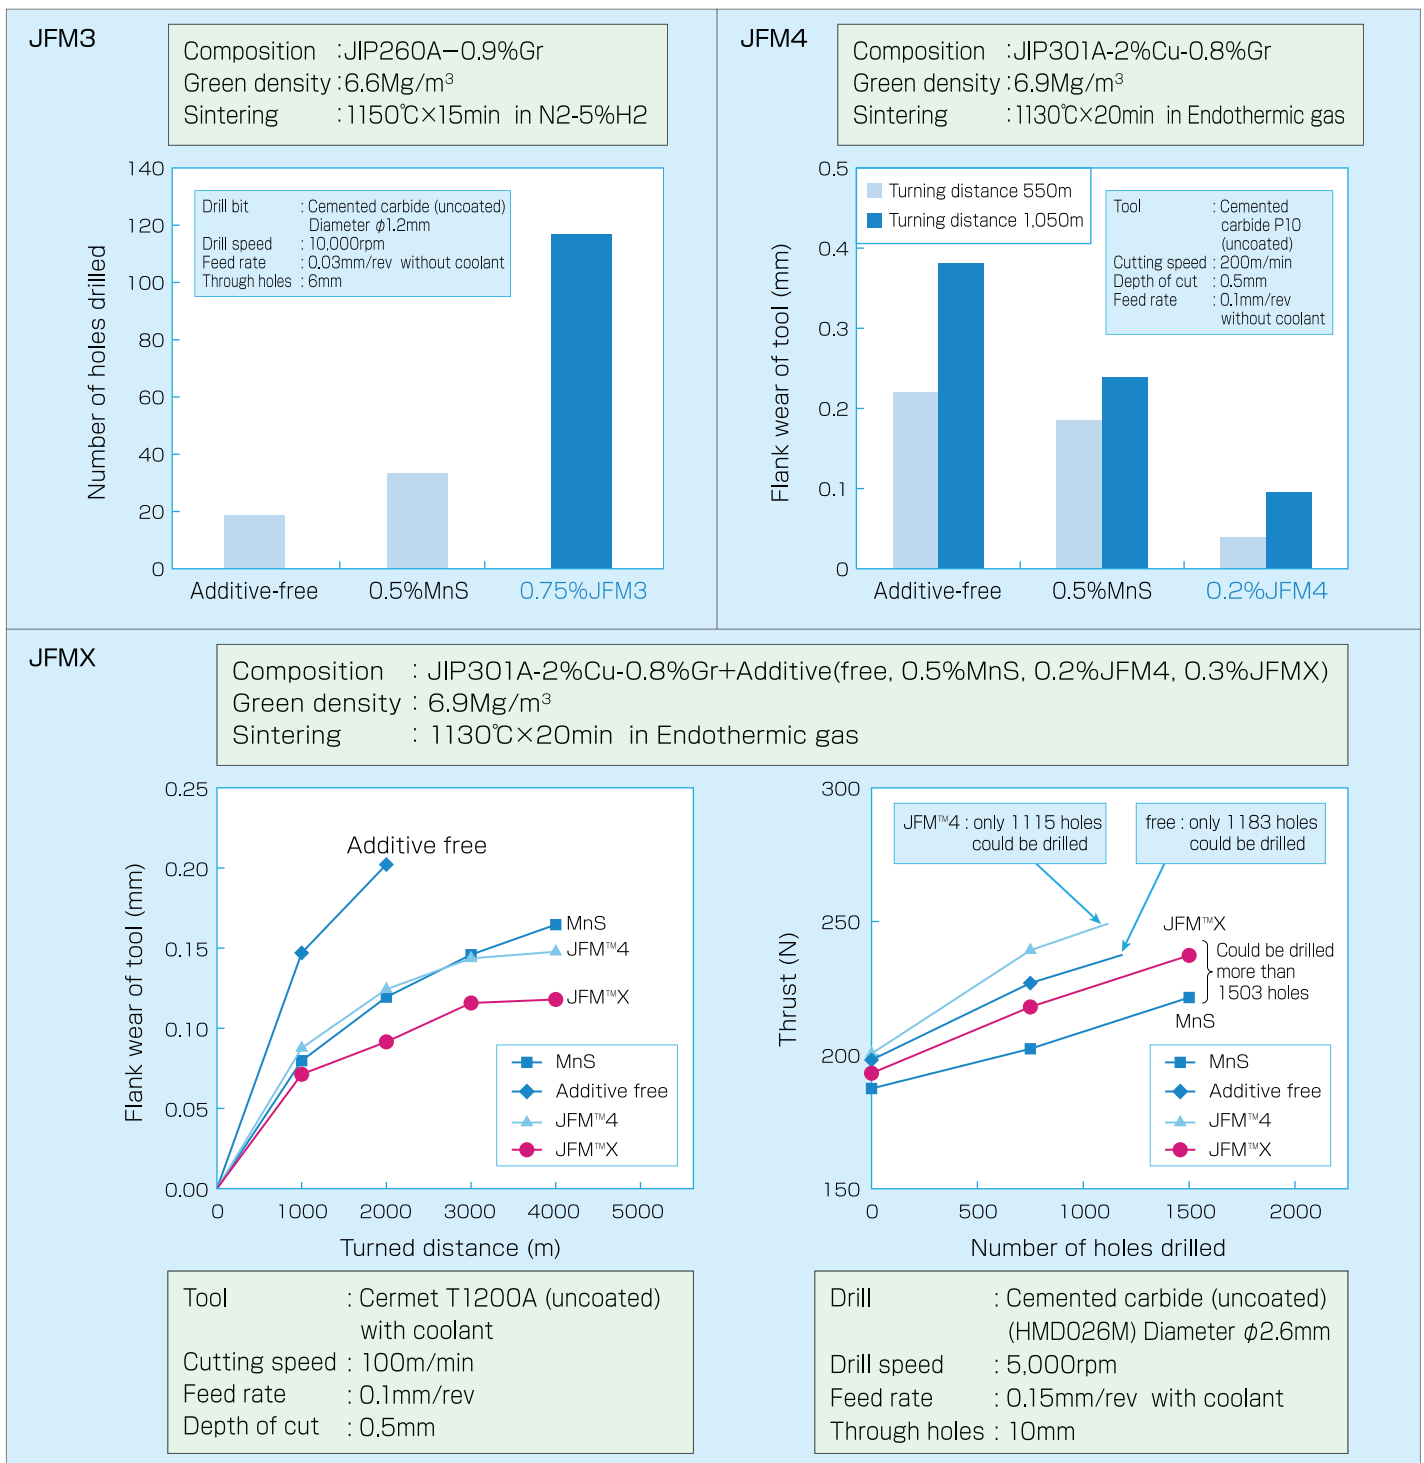 JFM3
Composition :JIP260A−0.9%Gr
Green density :6.6Mg/m³
Sintering :1150℃×15min in N2-5%H2
140
120
100
80
60
40
20
0
Number of holes drilled
Drill bit : Cemented carbide (uncoated)
Diameter φ1.2mm
Drill speed : 10,000rpm
Feed rate : 0.03mm/rev without coolant
Through holes : 6mm
Additive-free 0.5%MnS 0.75%JFM3
JFM4
Composition :JIP301A-2%Cu-0.8%Gr
Green density :6.9Mg/m³
Sintering :1130℃×20min in Endothermic gas
0.5
0.4
0.3
0.2
0.1
0
Flank wear of tool (mm)
Turning distance 550m
Turning distance 1,050m
Tool : Cemented
carbide P10
(uncoated)
Cutting speed : 200m/min
Depth of cut : 0.5mm
Feed rate : 0.1mm/rev
without coolant
Additive-free 0.5%MnS 0.2%JFM4
JFMX
Composition : JIP301A-2%Cu-0.8%Gr+Additive(free, 0.5%MnS, 0.2%JFM4, 0.3%JFMX)
Green density : 6.9Mg/m³
Sintering : 1130℃×20min in Endothermic gas
0.25
0.20
0.15
0.10
0.05
0.00
Flank wear of tool (mm)
Additive free
MnS
JFM™4
JFM™X
MnS
Additive free
JFM™4
JFM™X
0 1000 2000 3000 4000 5000
Turned distance (m)
Tool : Cermet T1200A (uncoated)
with coolant
Cutting speed : 100m/min
Feed rate : 0.1mm/rev
Depth of cut : 0.5mm
300
250
200
150
Thrust (N)
JFM™4 : only 1115 holes
could be drilled
free : only 1183 holes
could be drilled
JFM™X
Could be drilled
more than
1503 holes
MnS
MnS
Additive free
JFM™4
JFM™X
0 500 1000 1500 2000
Number of holes drilled
Drill : Cemented carbide (uncoated)
(HMD026M) Diameter φ2.6mm
Drill speed : 5,000rpm
Feed rate : 0.15mm/rev with coolant
Through holes : 10mm